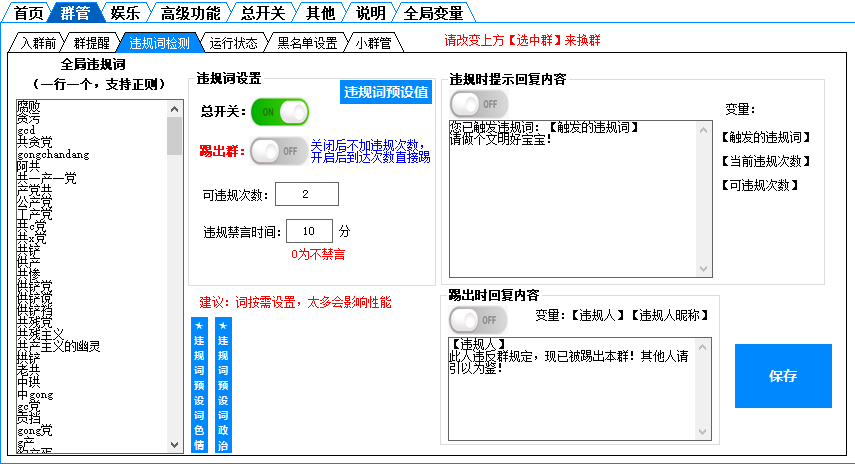 首页 群管 娱乐 高级功能 总开关 其他 说明 全局变量
入群前 群提醒 违规词检测 运行状态 黑名单设置 小群管 请改变上方【选中群】来换群
全局违规词
（一行一个，支持正则）
腐败
贪污
gcd
共贪党
gongchandang
阿共
共一产一党
产党共
公产党
工产党
共c党
共x党
共铲
供产
共惨
供铲党
供铲谠
供铲裆
共残党
共残主义
共产主义的幽灵
拱铲
老共
中珙
中gong
gc党
贡挡
gong党
g产
违规词设置
违规词预设值
总开关： ON
踢出群： OFF 关闭后不加违规次数，
开启后到达次数直接踢
可违规次数： 2
违规禁言时间： 10 分
0为不禁言
建议：词按需设置，太多会影响性能
★违规词预设词色情
★违规词预设词政治
违规时提示回复内容
OFF
您已触发违规词：【触发的违规词】
请做个文明好宝宝！
变量：
【触发的违规词】
【当前违规次数】
【可违规次数】
踢出时回复内容
OFF 变量：【违规人】【违规人昵称】
【违规人】
此人违反群规定，现已被踢出本群！其他人请
引以为鉴！
保存